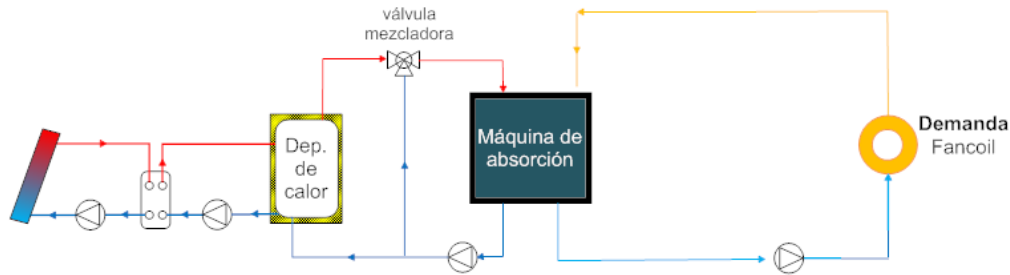 válvula
mezcladora
Dep.
de
calor
Máquina de
absorción
Demanda
Fancoil